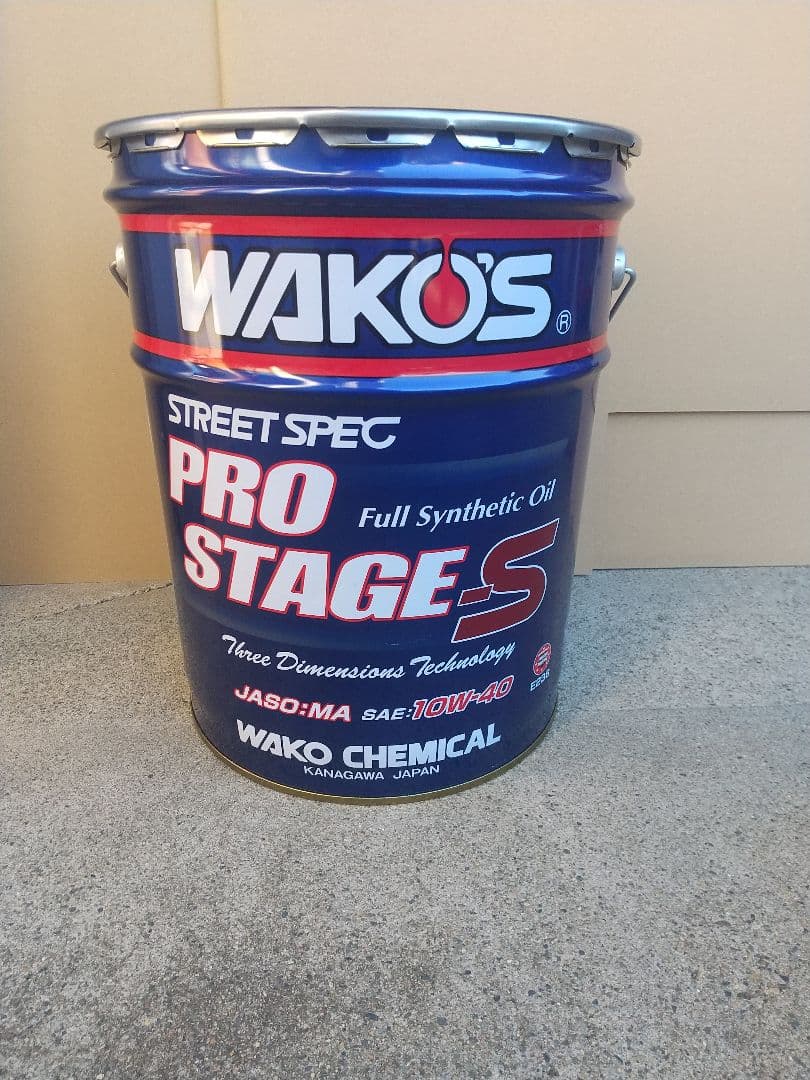 WAKO'S ®
STREET SPEC
PRO
Full Synthetic Oil
STAGE-S
Three Dimensions Technology
JASO:MA SAE:10W-40
E236
WAKO CHEMICAL
KANAGAWA JAPAN